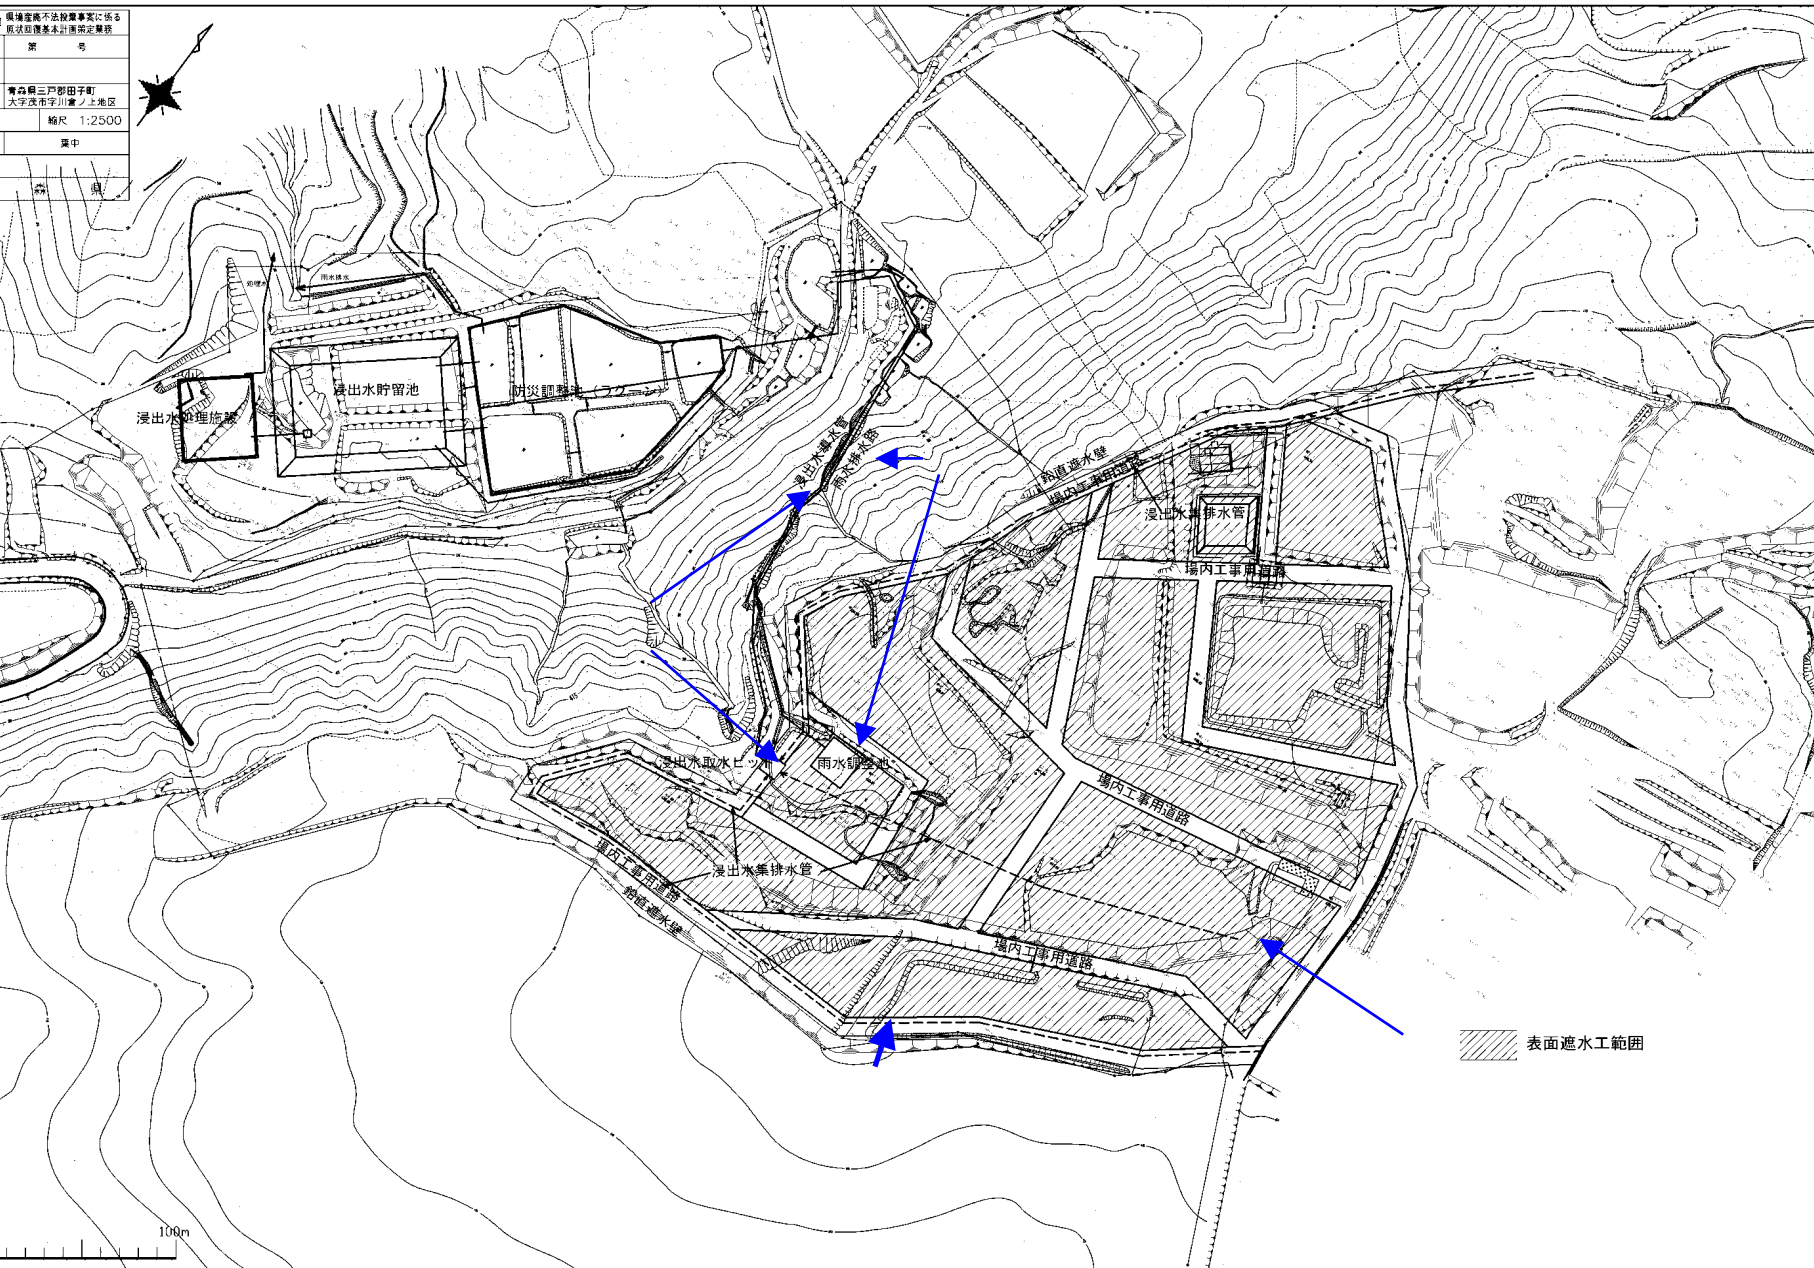 県境産廃不法投棄事案に係る
原状回復基本計画策定業務
第 号
青森県三戸郡田子町
大字茂市字川倉ノ上地区
縮尺 1:2500
葉中
森 県
雨水排水
浸出水処理施設
浸出水貯留池
防災調整池(ラグーン)
浸出水導水管
雨水排水路
鉛直遮水壁
場内工事用道路
浸出水集排水管
場内工事用道路
浸出水取水ピット
雨水調整池
場内工事用道路
場内工事用道路
鉛直遮水壁
浸出水集排水管
場内工事用道路
表面遮水工範囲
100m